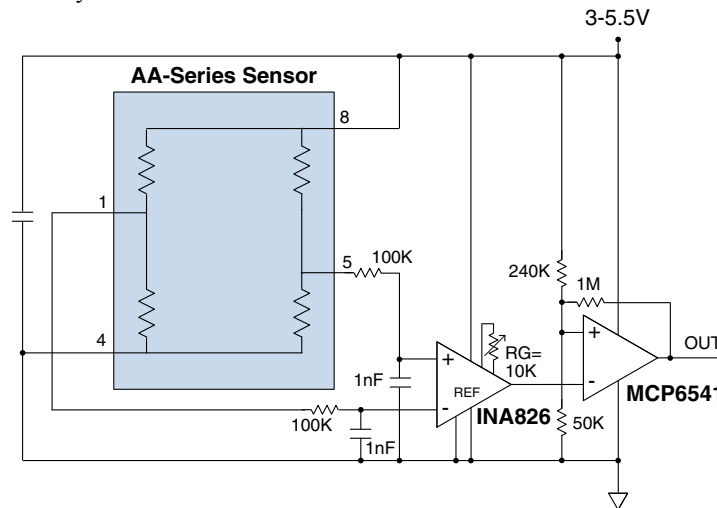 3-5.5V
AA-Series Sensor
8
1
5
100K
240K
1M
4
+
OUT
RG=
10K
+
1nF
REF
-
-
MCP6541
INA826
100K
50K
1nF